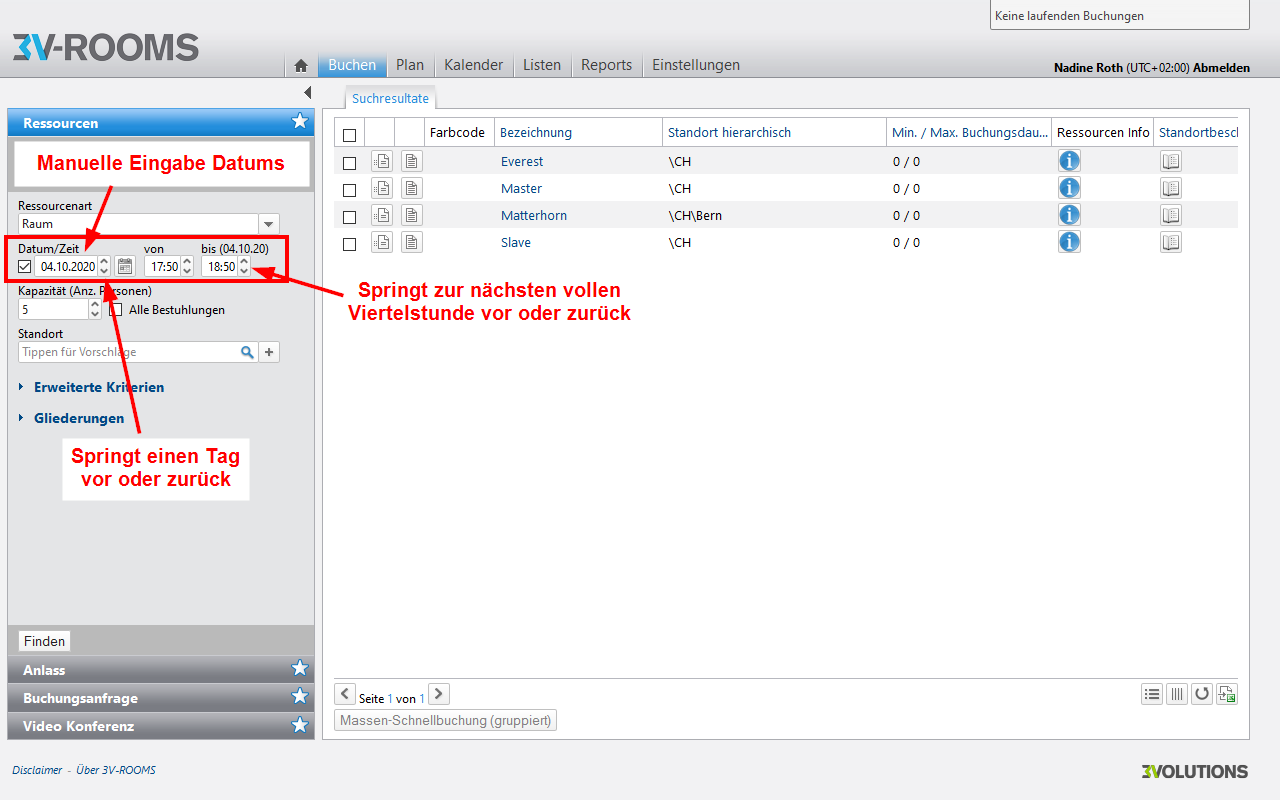 Keine laufenden Buchungen
3V-ROOMS
Buchen Plan Kalender Listen Reports Einstellungen
Nadine Roth (UTC+02:00) Abmelden
Ressourcen
Manuelle Eingabe Datums
Ressourcenart
Raum
Datum/Zeit von bis (04.10.20)
04.10.2020 17:50 18:50
Kapazität (Anz. Personen)
5 Alle Bestuhlungen
Standort
Tippen für Vorschläge
Erweiterte Kriterien
Gliederungen
Springt einen Tag
vor oder zurück
Finden
Anlass
Buchungsanfrage
Video Konferenz
Suchresultate
Farbcode Bezeichnung Standort hierarchisch Min. / Max. Buchungsdau... Ressourcen Info Standortbesch
Everest \CH 0 / 0
Master \CH 0 / 0
Matterhorn \CH\Bern 0 / 0
Slave \CH 0 / 0
Springt zur nächsten vollen
Viertelstunde vor oder zurück
Seite 1 von 1
Massen-Schnellbuchung (gruppiert)
Disclaimer - Über 3V-ROOMS
3VOLUTIONS